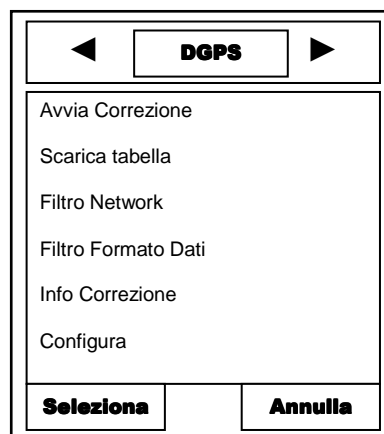 DGPS
Avvia Correzione
Scarica tabella
Filtro Network
Filtro Formato Dati
Info Correzione
Configura
Seleziona Annulla